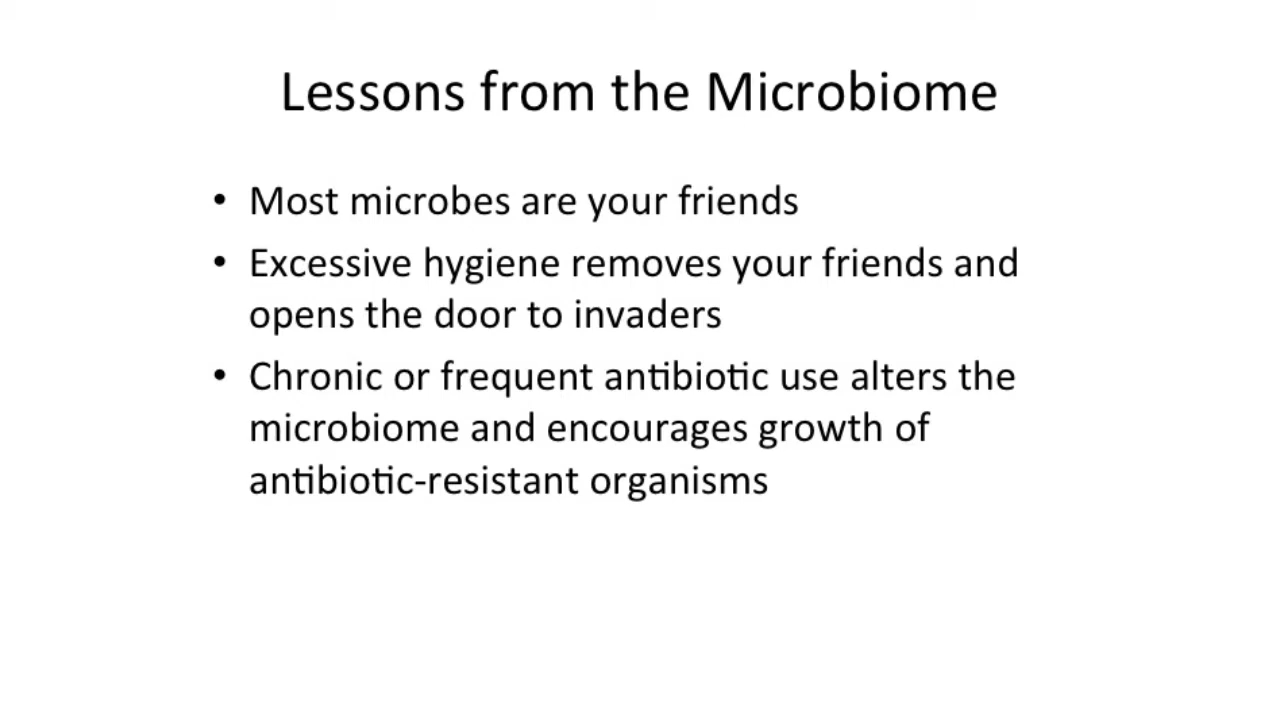 Lessons from the Microbiome
• Most microbes are your friends
• Excessive hygiene removes your friends and
opens the door to invaders
• Chronic or frequent antibiotic use alters the
microbiome and encourages growth of
antibiotic-resistant organisms